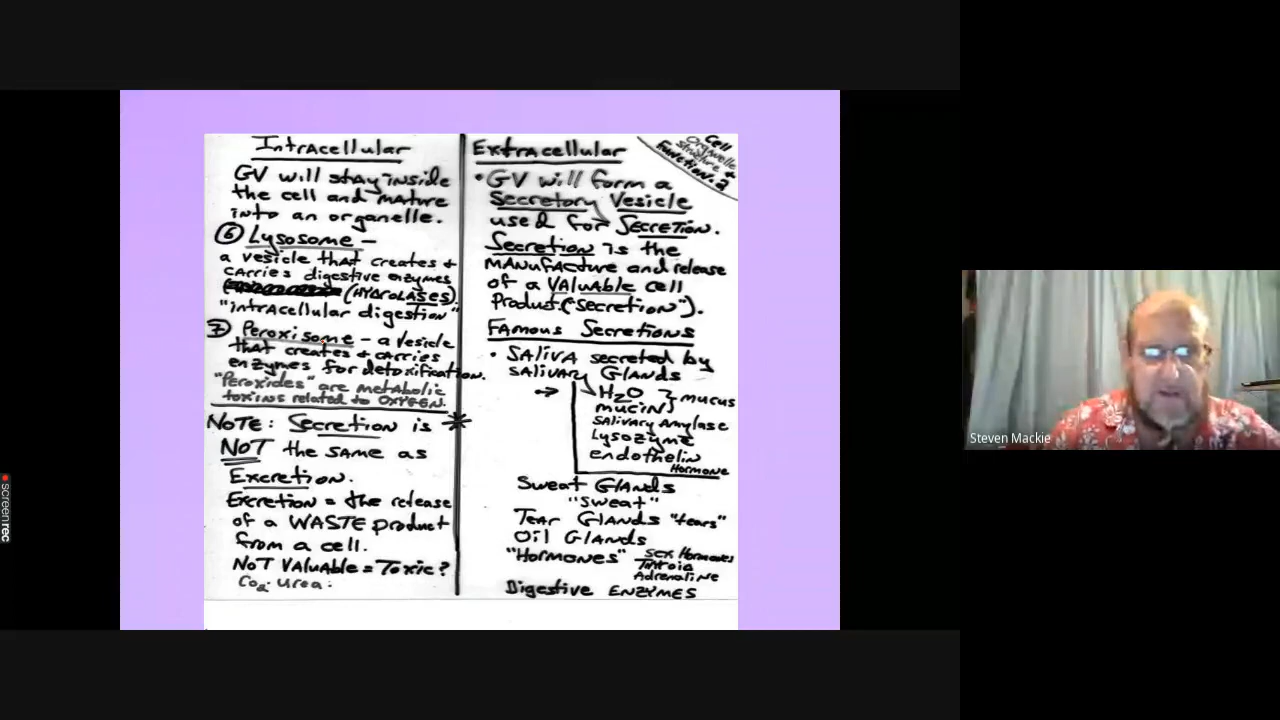 Intracellular
GV will stay inside
the cell and mature
into an organelle.
⑥ Lysosome -
a vesicle that creates +
carries digestive enzymes
(HYDROLASES).
"intracellular digestion"
⑦ Peroxisome - a vesicle
that creates + carries
enzymes for detoxification.
"Peroxides" are metabolic
toxins related to OXYGEN.
NOTE: Secretion is
NOT the same as
Excretion.
Excretion = the release
of a WASTE product
from a cell.
NOT Valuable = Toxic?
CO2 urea
Extracellular
Cell
Organelle
Structure +
Function.2
• GV will form a
Secretory Vesicle
used for SECRETION.
Secretion is the
MANUFACTURE and release
of a VALUABLE cell
Product ("secretion").
Famous Secretions
• SALIVA secreted by
SALIVARY GLANDS
→ H2O } mucus
mucin
SALIVARY AMYLASE
Lysozyme
endothelin
Hormone
Sweat Glands
"sweat"
Tear Glands "tears"
Oil Glands
"Hormones" Sex Hormones
Adrenaline
Digestive ENZYMES
Steven Mackie
screenrec